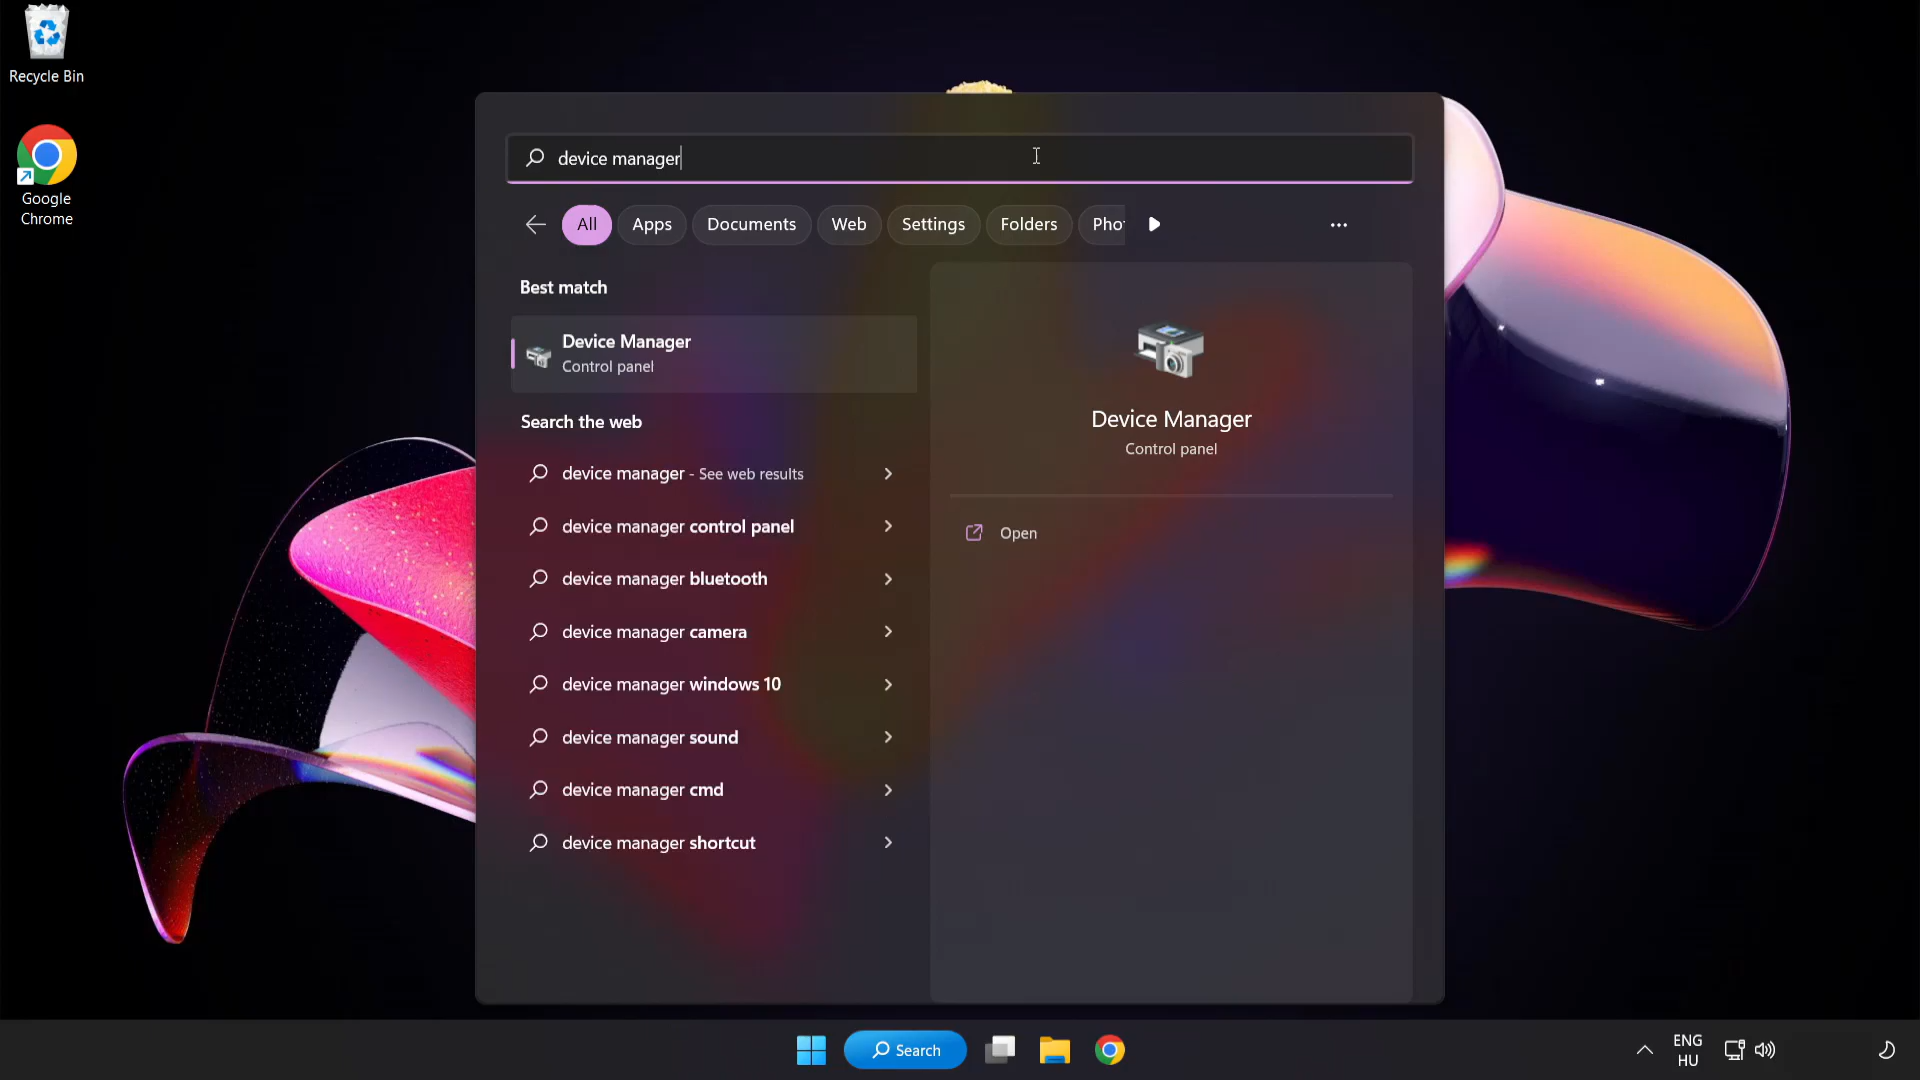 Recycle Bin
Google
Chrome
device manager
All
Apps
Documents
Web
Settings
Folders
Pho
Best match
Device Manager
Control panel
Search the web
device manager - See web results
device manager control panel
device manager bluetooth
device manager camera
device manager windows 10
device manager sound
device manager cmd
device manager shortcut
Device Manager
Control panel
Open
Search
ENG
HU